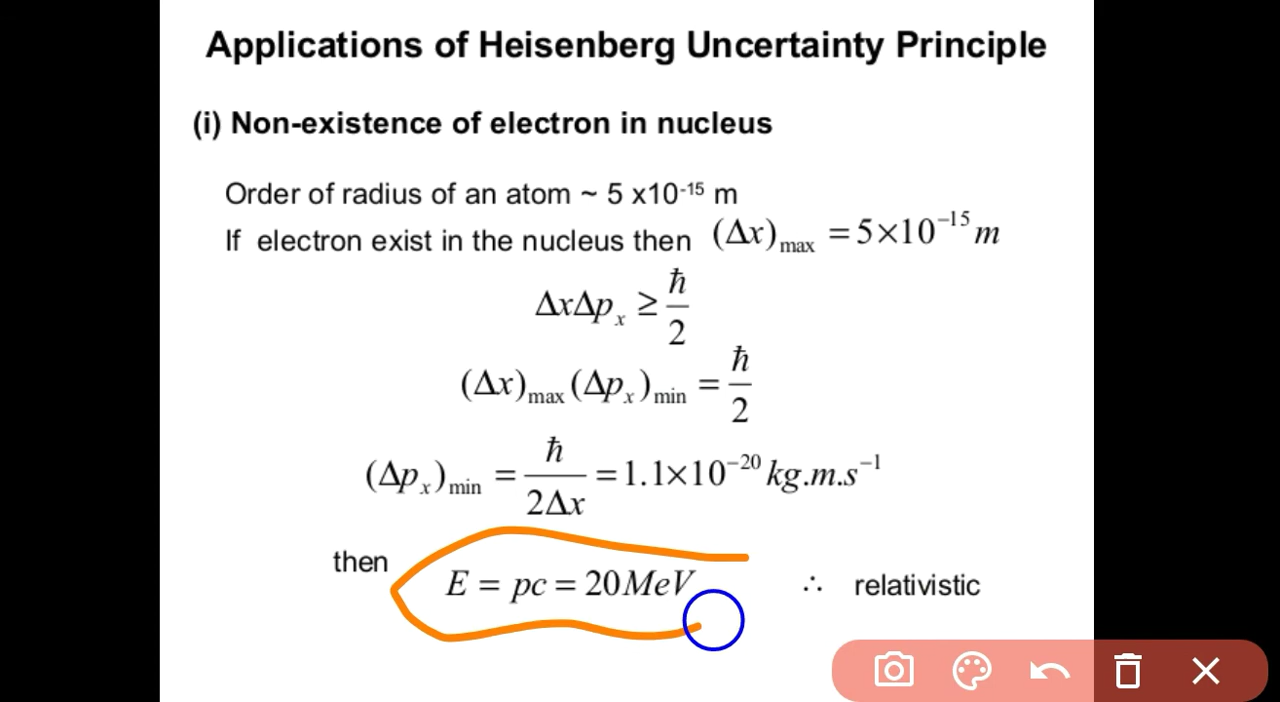 Applications of Heisenberg Uncertainty Principle
(i) Non-existence of electron in nucleus
Order of radius of an atom ~ 5 x10⁻¹⁵ m
If electron exist in the nucleus then (Δx)max = 5×10⁻¹⁵ m
ΔxΔpₓ ≥ ħ/2
(Δx)max (Δpₓ)min = ħ/2
(Δpₓ)min = ħ/2Δx = 1.1×10⁻²⁰ kg.m.s⁻¹
then E = pc = 20MeV ∴ relativistic